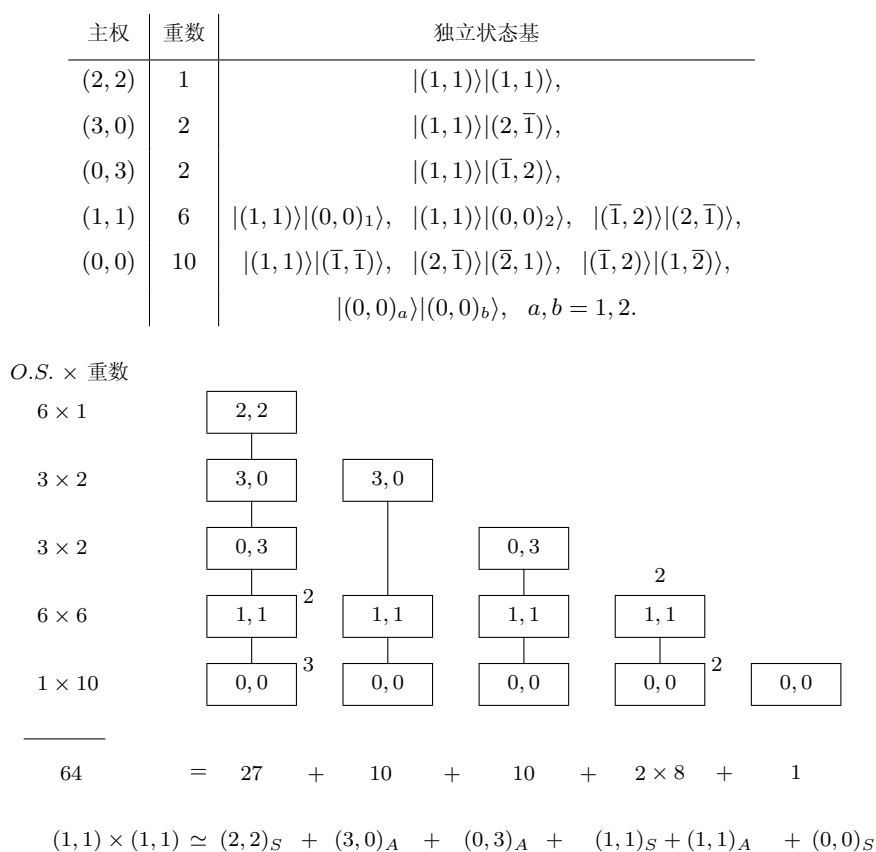 主权 重数 独立状态基
(2, 2) 1 |(1, 1)⟩|(1, 1)⟩,
(3, 0) 2 |(1, 1)⟩|(2, 1̅)⟩,
(0, 3) 2 |(1, 1)⟩|(1̅, 2)⟩,
(1, 1) 6 |(1, 1)⟩|(0, 0)₁⟩, |(1, 1)⟩|(0, 0)₂⟩, |(1̅, 2)⟩|(2, 1̅)⟩,
(0, 0) 10 |(1, 1)⟩|(1̅, 1̅)⟩, |(2, 1̅)⟩|(2̅, 1)⟩, |(1̅, 2)⟩|(1, 2̅)⟩,
|(0, 0)ₐ⟩|(0, 0)_b⟩, a, b = 1, 2.
O.S. × 重数
6 × 1 2, 2
3 × 2 3, 0 3, 0
3 × 2 0, 3 0, 3
2
6 × 6 1, 1 2 1, 1 1, 1 1, 1
1 × 10 0, 0 3 0, 0 0, 0 0, 0 2 0, 0
64 = 27 + 10 + 10 + 2 × 8 + 1
(1, 1) × (1, 1) ≃ (2, 2)_S + (3, 0)_A + (0, 3)_A + (1, 1)_S + (1, 1)_A + (0, 0)_S